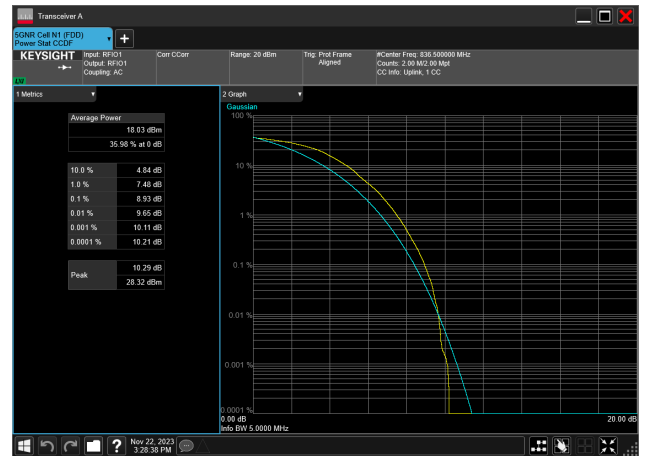 Transceiver A
5GNR Cell N1 (FDD)
Power Stat CCDF
KEYSIGHT
Input: RFIO1
Output: RFIO1
Coupling: AC
Corr CCorr
Range: 20 dBm
Trig: Prot Frame
Aligned
#Center Freq: 836.500000 MHz
Counts: 2.00 M/2.00 Mpt
CC Info: Uplink, 1 CC
1 Metrics
Average Power
18.03 dBm
35.98 % at 0 dB
10.0 % 4.84 dB
1.0 % 7.48 dB
0.1 % 8.93 dB
0.01 % 9.65 dB
0.001 % 10.11 dB
0.0001 % 10.21 dB
Peak
10.29 dB
28.32 dBm
2 Graph
Gaussian
100 %
10 %
1 %
0.1 %
0.01 %
0.001 %
0.0001 %
0.00 dB
20.00 dB
Info BW 5.0000 MHz
Nov 22, 2023
3:28:38 PM